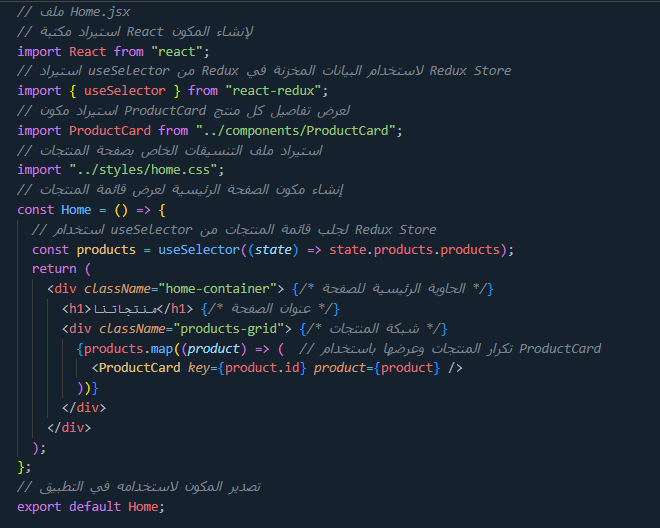 // ملف Home.jsx
// استيراد مكتبة React لإنشاء المكون
import React from "react";
// استيراد useSelector من Redux لاستخدام البيانات المخزنة في Redux Store
import { useSelector } from "react-redux";
// استيراد مكون ProductCard لعرض تفاصيل كل منتج
import ProductCard from "../components/ProductCard";
// استيراد ملف التنسيقات الخاص بصفحة المنتجات
import "../styles/home.css";
// إنشاء مكون الصفحة الرئيسية لعرض قائمة المنتجات
const Home = () => {
  // استخدام useSelector لجلب قائمة المنتجات من Redux Store
  const products = useSelector((state) => state.products.products);
  return (
    <div className="home-container"> {/* الحاوية الرئيسية للصفحة */}
      <h1>منتجاتنا</h1> {/* عنوان الصفحة */}
      <div className="products-grid"> {/* شبكة المنتجات */}
        {products.map((product) => (  // تكرار المنتجات وعرضها باستخدام ProductCard
          <ProductCard key={product.id} product={product} />
        ))}
      </div>
    </div>
  );
};
// تصدير المكون لاستخدامه في التطبيق
export default Home;